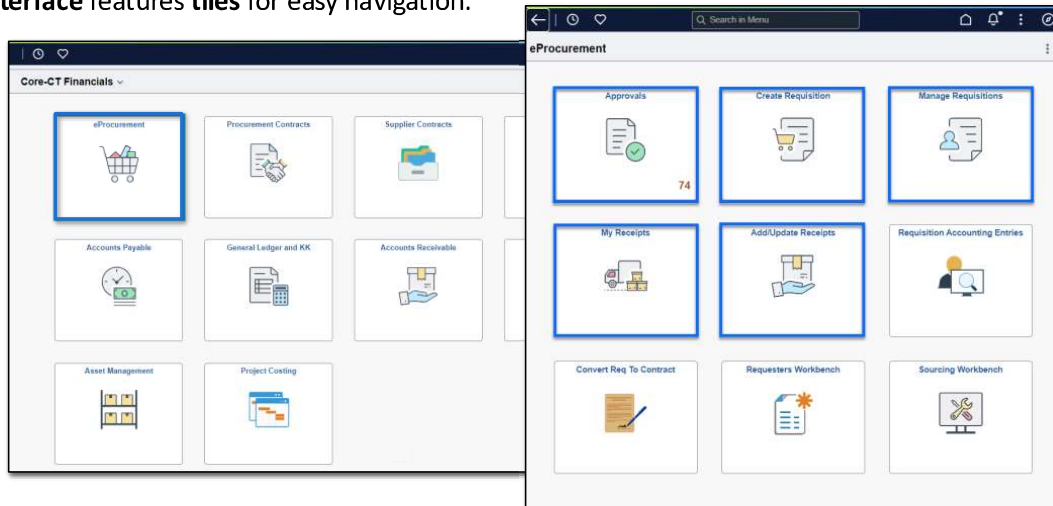 terface features tiles for easy navigation.
Core-CT Financials
eProcurement
Procurement Contracts
Supplier Contracts
Accounts Payable
General Ledger and KK
Accounts Receivable
Asset Management
Project Costing
Search in Menu
eProcurement
Approvals
74
Create Requisition
Manage Requisitions
My Receipts
Add/Update Receipts
Requisition Accounting Entries
Convert Req To Contract
Requesters Workbench
Sourcing Workbench